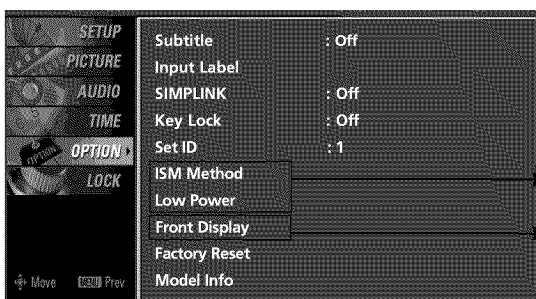 SETUP
PICTURE
AUDIO
TIME
OPTION
OPTION
LOCK
Move MENU Prev
Subtitle : Off
Input Label
SIMPLINK : Off
Key Lock : Off
Set ID : 1
ISM Method
Low Power
Front Display
Factory Reset
Model Info